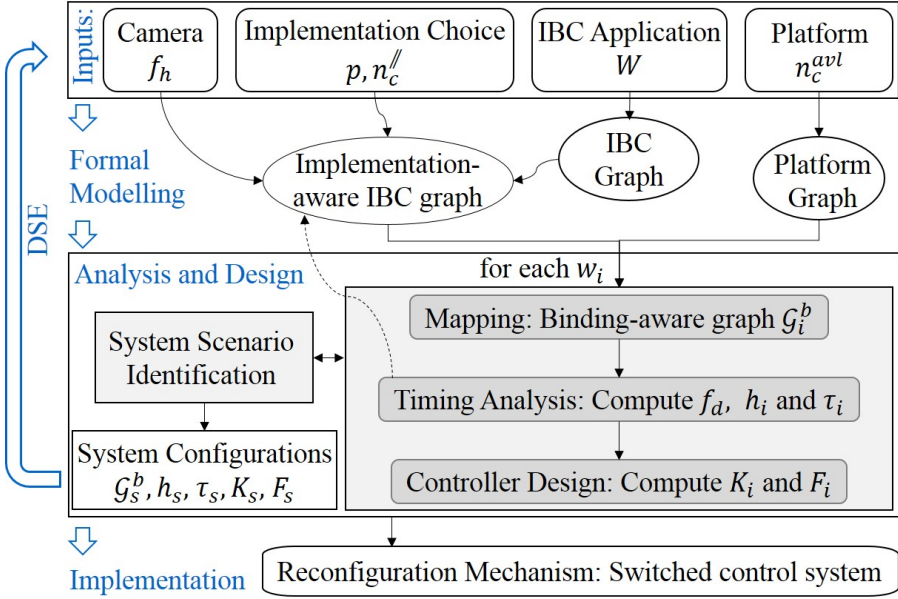 Inputs:
Camera
f_h
Implementation Choice
p, n_c^⫽
IBC Application
W
Platform
n_c^{avl}
DSE
Formal
Modelling
Implementation-
aware IBC graph
IBC
Graph
Platform
Graph
Analysis and Design
for each w_i
System Scenario
Identification
Mapping: Binding-aware graph 𝒢_i^b
Timing Analysis: Compute f_d, h_i and τ_i
Controller Design: Compute K_i and F_i
System Configurations
𝒢_s^b, h_s, τ_s, K_s, F_s
Implementation
Reconfiguration Mechanism: Switched control system